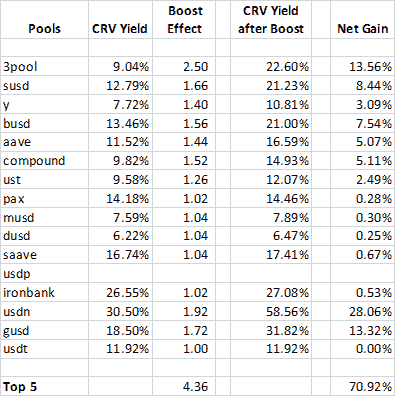 Pools CRV Yield Boost Effect CRV Yield after Boost Net Gain
3pool 9.04% 2.50 22.60% 13.56%
susd 12.79% 1.66 21.23% 8.44%
y 7.72% 1.40 10.81% 3.09%
busd 13.46% 1.56 21.00% 7.54%
aave 11.52% 1.44 16.59% 5.07%
compound 9.82% 1.52 14.93% 5.11%
ust 9.58% 1.26 12.07% 2.49%
pax 14.18% 1.02 14.46% 0.28%
musd 7.59% 1.04 7.89% 0.30%
dusd 6.22% 1.04 6.47% 0.25%
saave 16.74% 1.04 17.41% 0.67%
usdp
ironbank 26.55% 1.02 27.08% 0.53%
usdn 30.50% 1.92 58.56% 28.06%
gusd 18.50% 1.72 31.82% 13.32%
usdt 11.92% 1.00 11.92% 0.00%
Top 5 4.36 70.92%